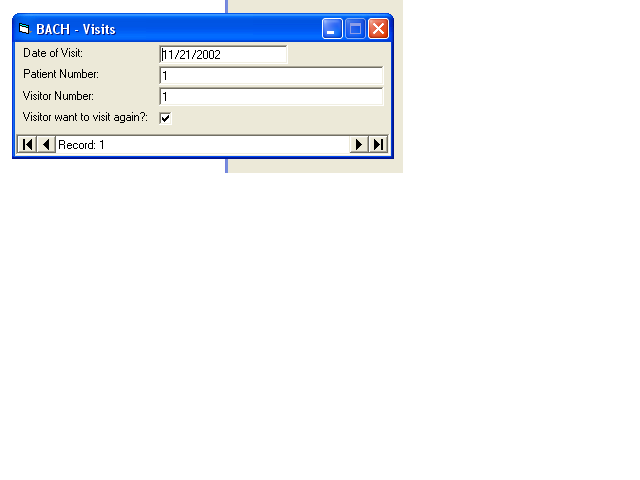 BACH - Visits
Date of Visit: 11/21/2002
Patient Number: 1
Visitor Number: 1
Visitor want to visit again?:
Record: 1